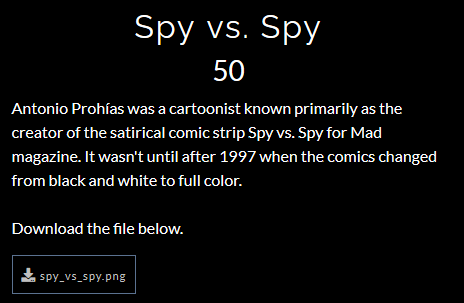 Spy vs. Spy
50
Antonio Prohías was a cartoonist known primarily as the
creator of the satirical comic strip Spy vs. Spy for Mad
magazine. It wasn't until after 1997 when the comics changed
from black and white to full color.
Download the file below.
spy_vs_spy.png